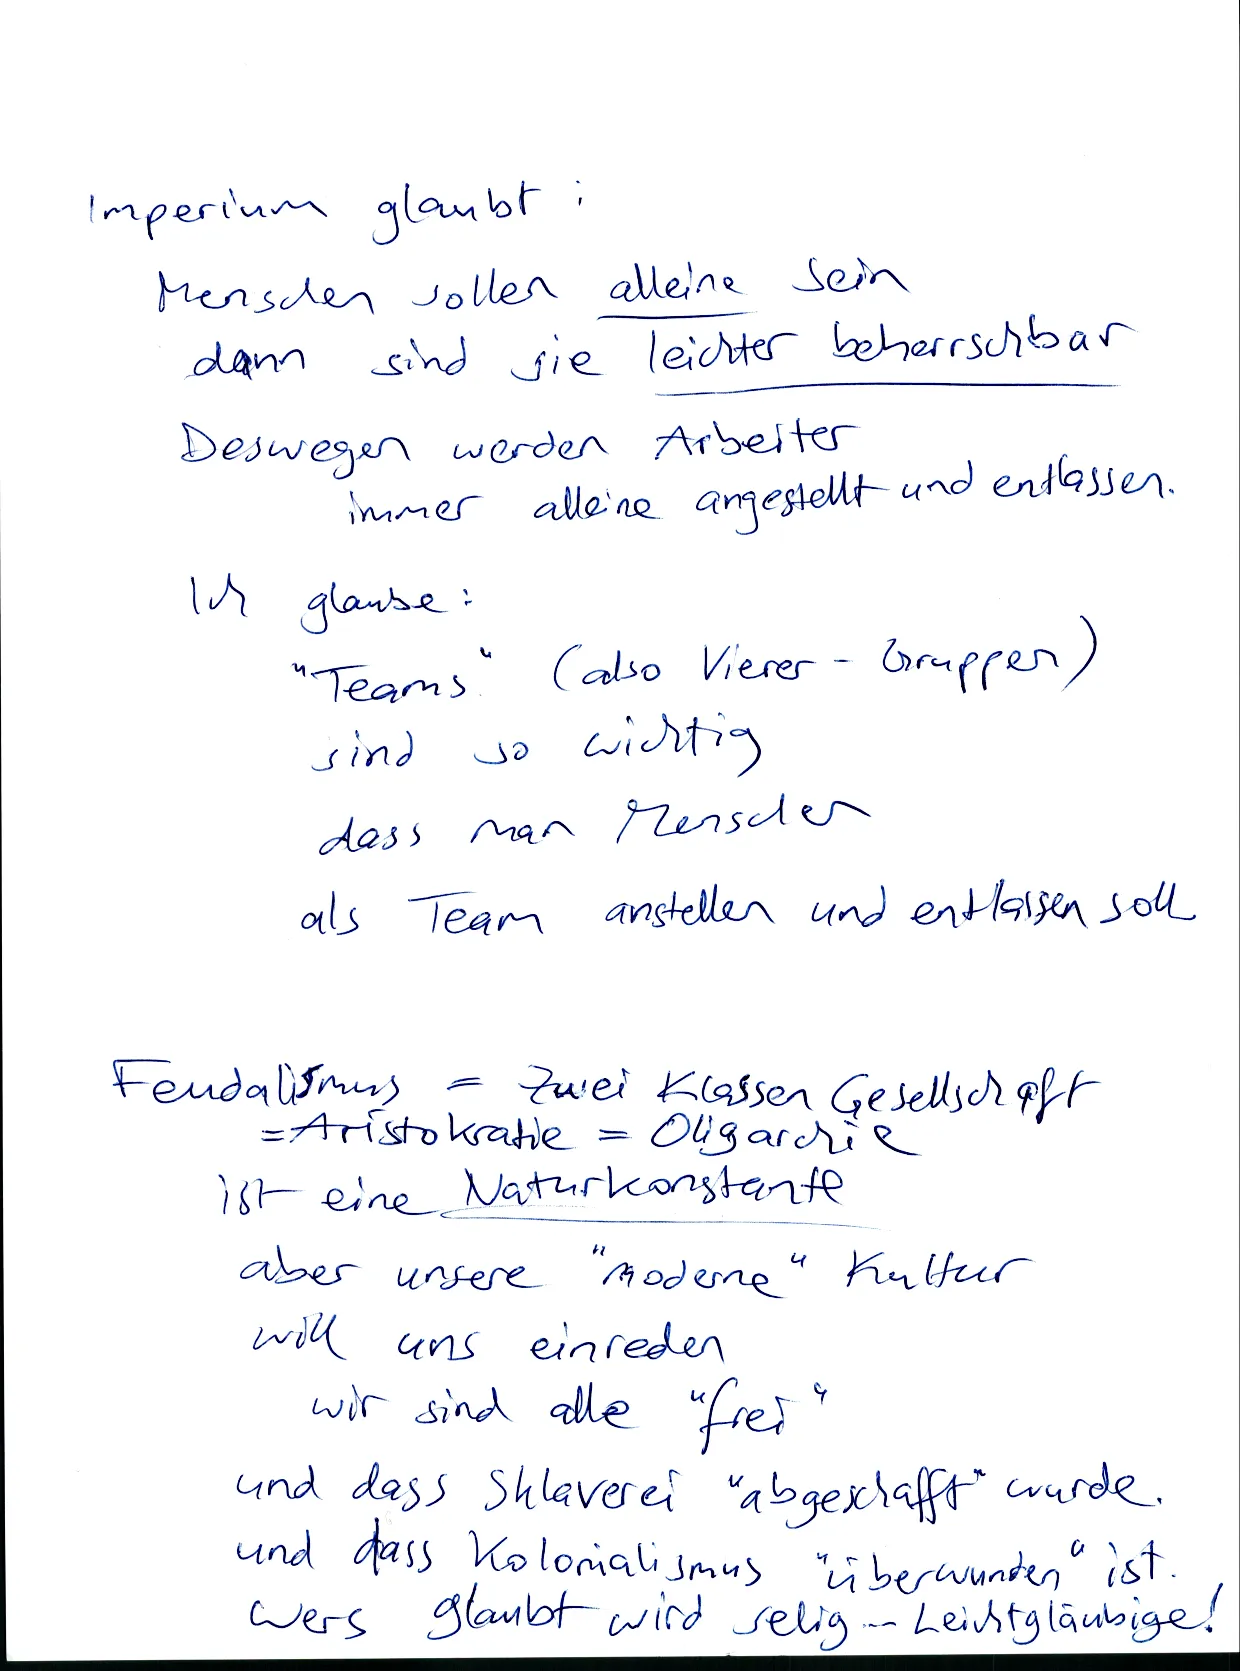 Imperium glaubt:
Menschen sollen alleine sein
dann sind sie leichter beherrschbar
Deswegen werden Arbeiter
immer alleine angestellt und entlassen.
Ich glaube:
"Teams" (also Vierer-Gruppen)
sind so wichtig
dass man Menschen
als Team anstellen und entlassen soll
Feudalismus = Zwei Klassen Gesellschaft
= Aristokratie = Oligarchie
ist eine Naturkonstante
aber unsere "moderne" Kultur
will uns einreden
wir sind alle "frei"
und dass Sklaverei "abgeschafft" wurde.
und dass Kolonialismus "überwunden" ist.
Wers glaubt wird selig -- Leichtgläubige!